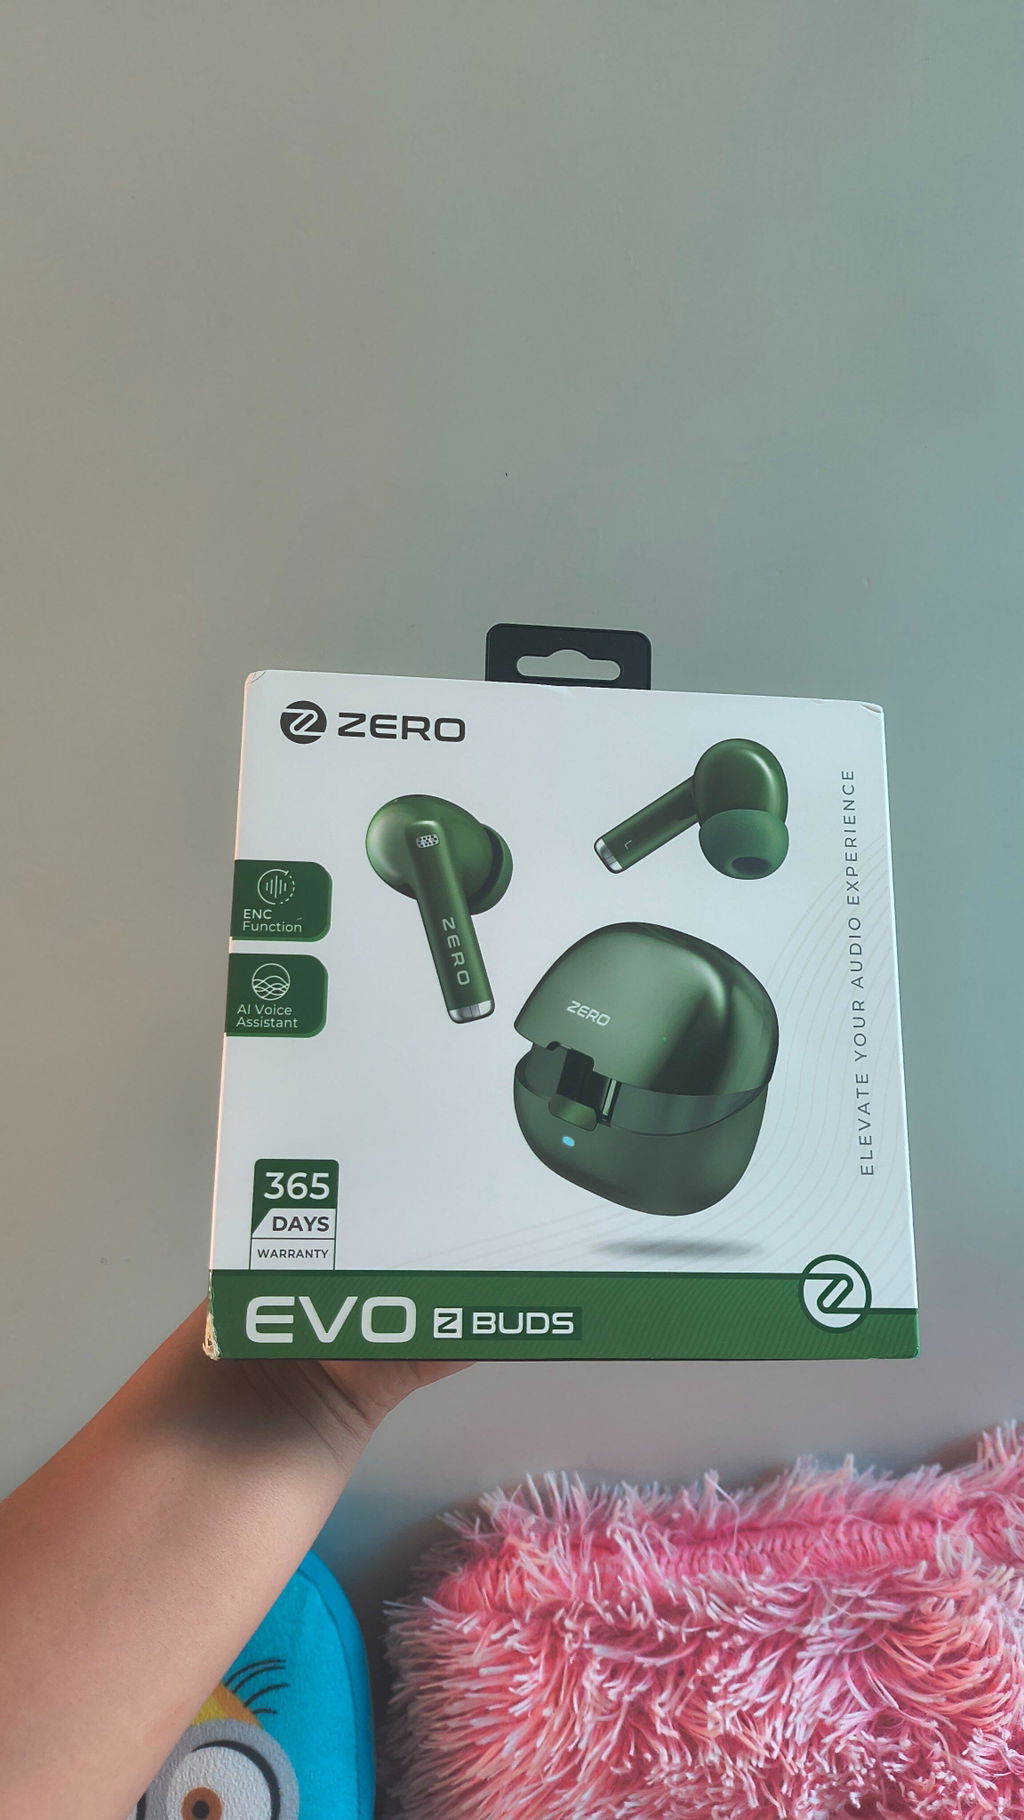 ZERO
ELEVATE YOUR AUDIO EXPERIENCE
L
ZERO
ENC
Function
AI Voice
Assistant
ZERO
365
DAYS
WARRANTY
EVO Z BUDS